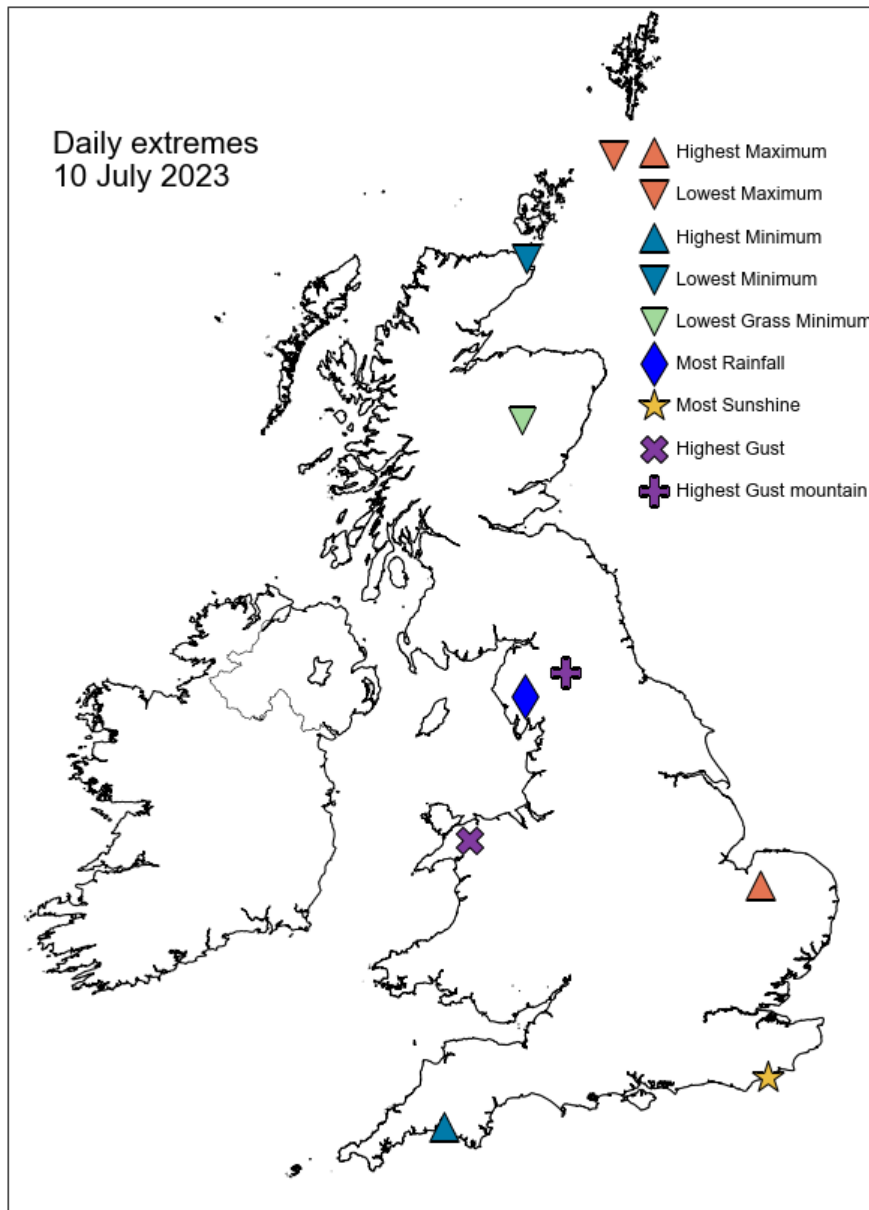 Daily extremes
10 July 2023
Highest Maximum
Lowest Maximum
Highest Minimum
Lowest Minimum
Lowest Grass Minimum
Most Rainfall
Most Sunshine
Highest Gust
Highest Gust mountain